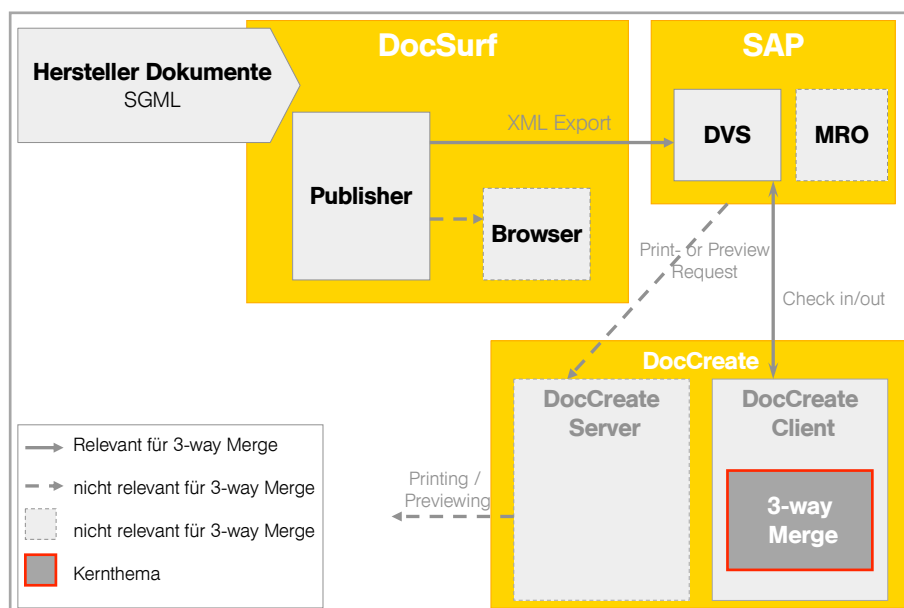 DocSurf
SAP
Hersteller Dokumente
SGML
XML Export
DVS
MRO
Publisher
Browser
Print- or Preview
Request
Check in/out
DocCreate
DocCreate
Server
DocCreate
Client
3-way
Merge
Printing /
Previewing
Relevant für 3-way Merge
nicht relevant für 3-way Merge
nicht relevant für 3-way Merge
Kernthema